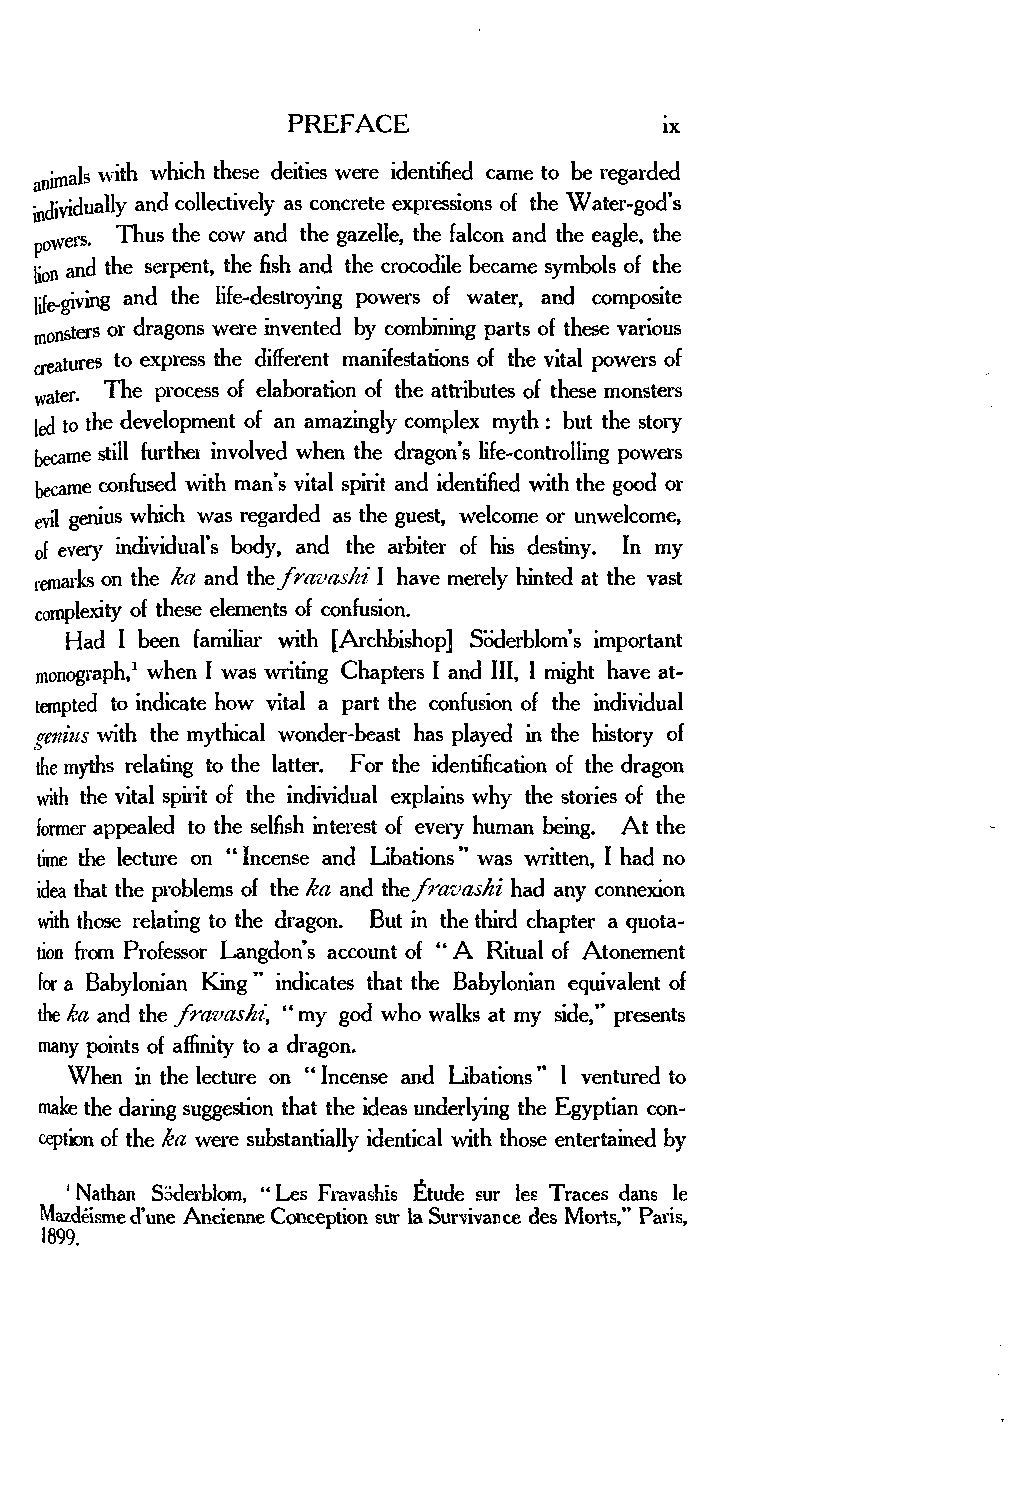 PREFACE ix
animals with which these deities were identified came to be regarded
individually and collectively as concrete expressions of the Water-god's
powers. Thus the cow and the gazelle, the falcon and the eagle, the
lion and the serpent, the fish and the crocodile became symbols of the
life-giving and the life-destroying powers of water, and composite
monsters or dragons were invented by combining parts of these various
creatures to express the different manifestations of the vital powers of
water. The process of elaboration of the attributes of these monsters
led to the development of an amazingly complex myth : but the story
became still further involved when the dragon's life-controlling powers
became confused with man's vital spirit and identified with the good or
evil genius which was regarded as the guest, welcome or unwelcome,
of every individual's body, and the arbiter of his destiny. In my
remarks on the ka and the fravashi I have merely hinted at the vast
complexity of these elements of confusion.
Had I been familiar with [Archbishop] Söderblom's important
monograph,¹ when I was writing Chapters I and III, I might have at-
tempted to indicate how vital a part the confusion of the individual
genius with the mythical wonder-beast has played in the history of
the myths relating to the latter. For the identification of the dragon
with the vital spirit of the individual explains why the stories of the
former appealed to the selfish interest of every human being. At the
time the lecture on "Incense and Libations" was written, I had no
idea that the problems of the ka and the fravashi had any connexion
with those relating to the dragon. But in the third chapter a quota-
tion from Professor Langdon's account of "A Ritual of Atonement
for a Babylonian King" indicates that the Babylonian equivalent of
the ka and the fravashi, "my god who walks at my side," presents
many points of affinity to a dragon.
When in the lecture on "Incense and Libations" I ventured to
make the daring suggestion that the ideas underlying the Egyptian con-
ception of the ka were substantially identical with those entertained by
¹ Nathan Söderblom, "Les Fravashis Étude sur les Traces dans le
Mazdéisme d'une Ancienne Conception sur la Survivance des Morts," Paris,
1899.